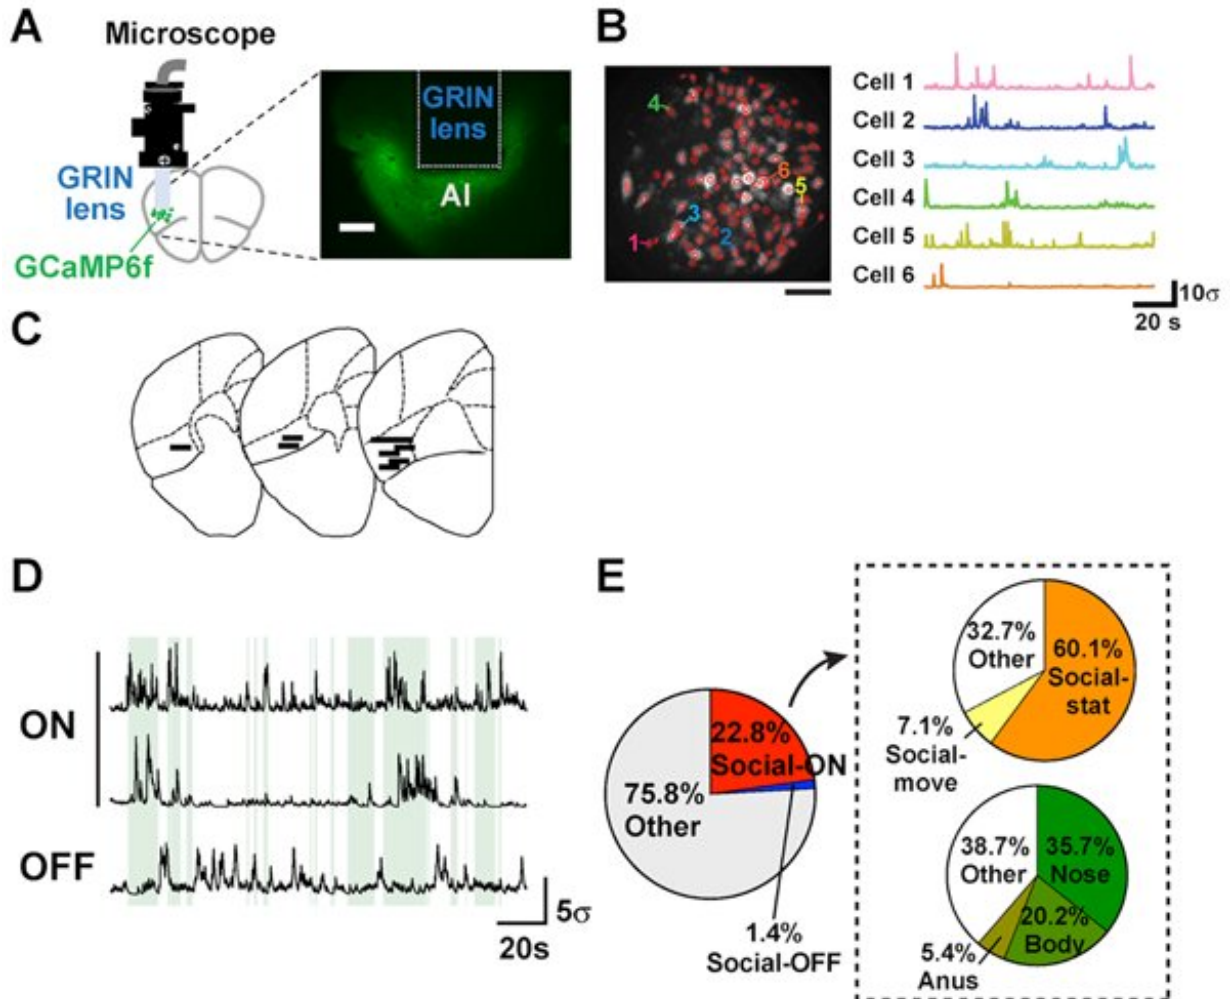 A
Microscope
GRIN
lens
GCaMP6f
GRIN
lens
AI
B
4
6
5
3
1
2
Cell 1
Cell 2
Cell 3
Cell 4
Cell 5
Cell 6
10σ
20 s
C
D
ON
OFF
5σ
20s
E
75.8%
Other
22.8%
Social-ON
1.4%
Social-OFF
32.7%
Other
60.1%
Social-
stat
7.1%
Social-
move
38.7%
Other
35.7%
Nose
20.2%
Body
5.4%
Anus